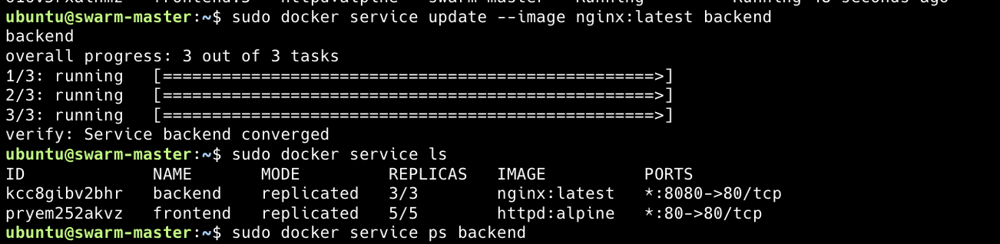 ubuntu@swarm-master:~$ sudo docker service update --image nginx:latest backend
backend
overall progress: 3 out of 3 tasks
1/3: running   [==================================================>]
2/3: running   [==================================================>]
3/3: running   [==================================================>]
verify: Service backend converged
ubuntu@swarm-master:~$ sudo docker service ls
ID             NAME       MODE         REPLICAS   IMAGE          PORTS
kcc8gibv2bhr   backend    replicated   3/3        nginx:latest   *:8080->80/tcp
pryem252akvz   frontend   replicated   5/5        httpd:alpine   *:80->80/tcp
ubuntu@swarm-master:~$ sudo docker service ps backend